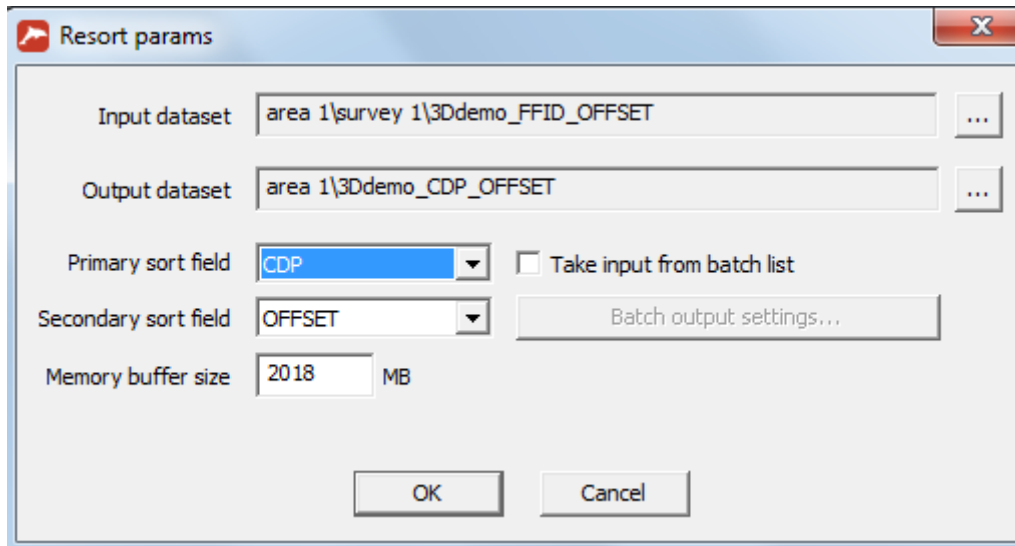 Resort params
Input dataset area 1\survey 1\3Ddemo_FFID_OFFSET ...
Output dataset area 1\3Ddemo_CDP_OFFSET ...
Primary sort field CDP Take input from batch list
Secondary sort field OFFSET Batch output settings...
Memory buffer size 2018 MB
OK Cancel